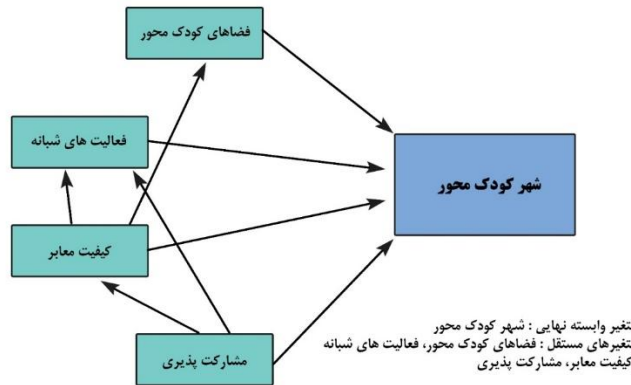 فضاهای کودک محور
فعالیت های شبانه
شهر کودک محور
کیفیت معابر
مشارکت پذیری
تغیر وابسته نهایی : شهر کودک محور
تغیرهای مستقل : فضاهای کودک محور، فعالیت های شبانه
کیفیت معابر، مشارکت پذیری